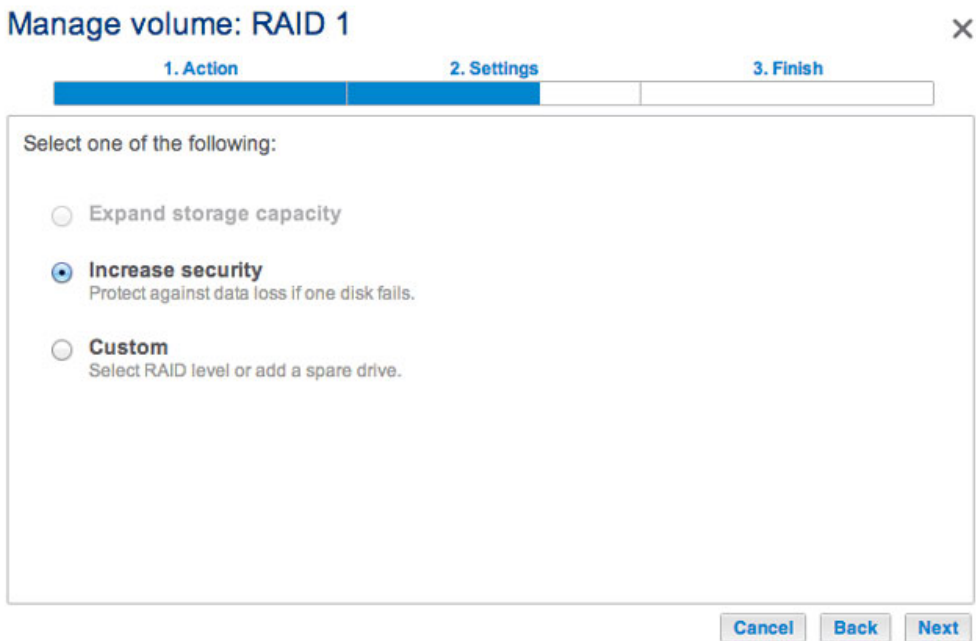 Manage volume: RAID 1
1. Action 2. Settings 3. Finish
Select one of the following:
Expand storage capacity
Increase security
Protect against data loss if one disk fails.
Custom
Select RAID level or add a spare drive.
Cancel Back Next